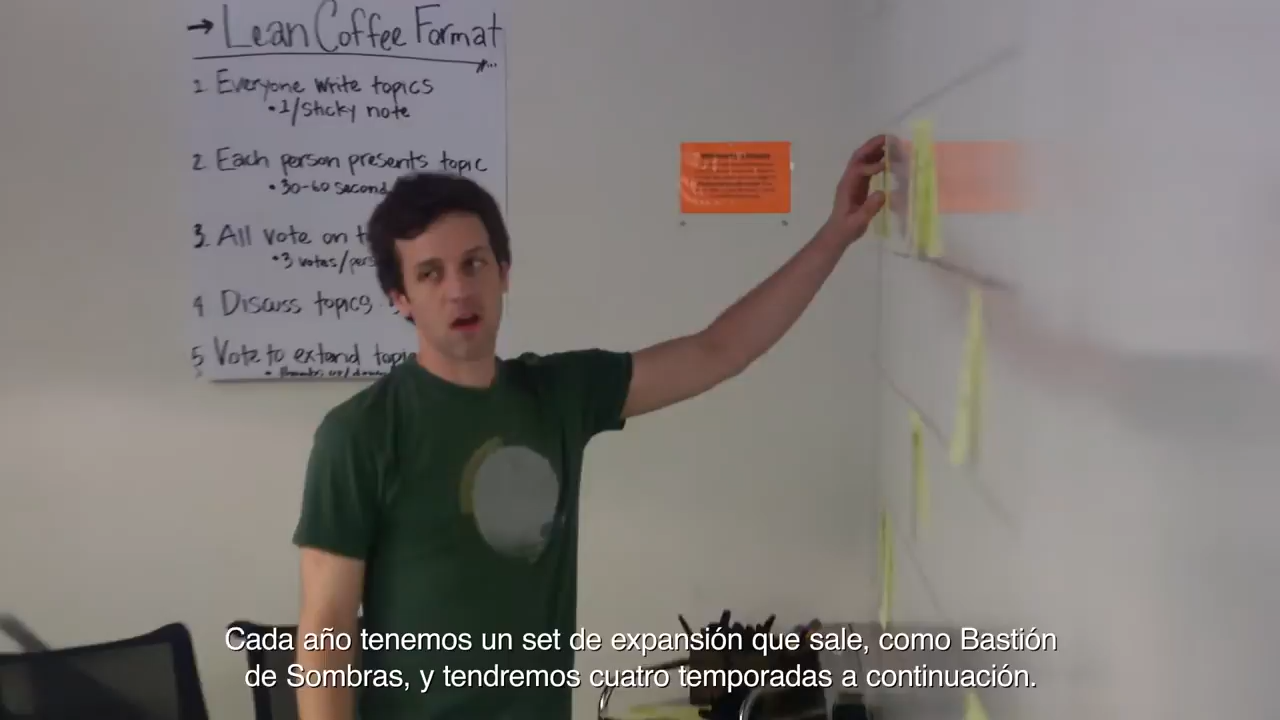 → Lean Coffee Format
1 Everyone write topics
• 1/sticky note
2 Each person presents topic
• 30-60 second
3. All vote on
• 3 votes/pers
4 Discuss topics
5 Vote to extend topi
Cada año tenemos un set de expansión que sale, como Bastión
de Sombras, y tendremos cuatro temporadas a continuación.